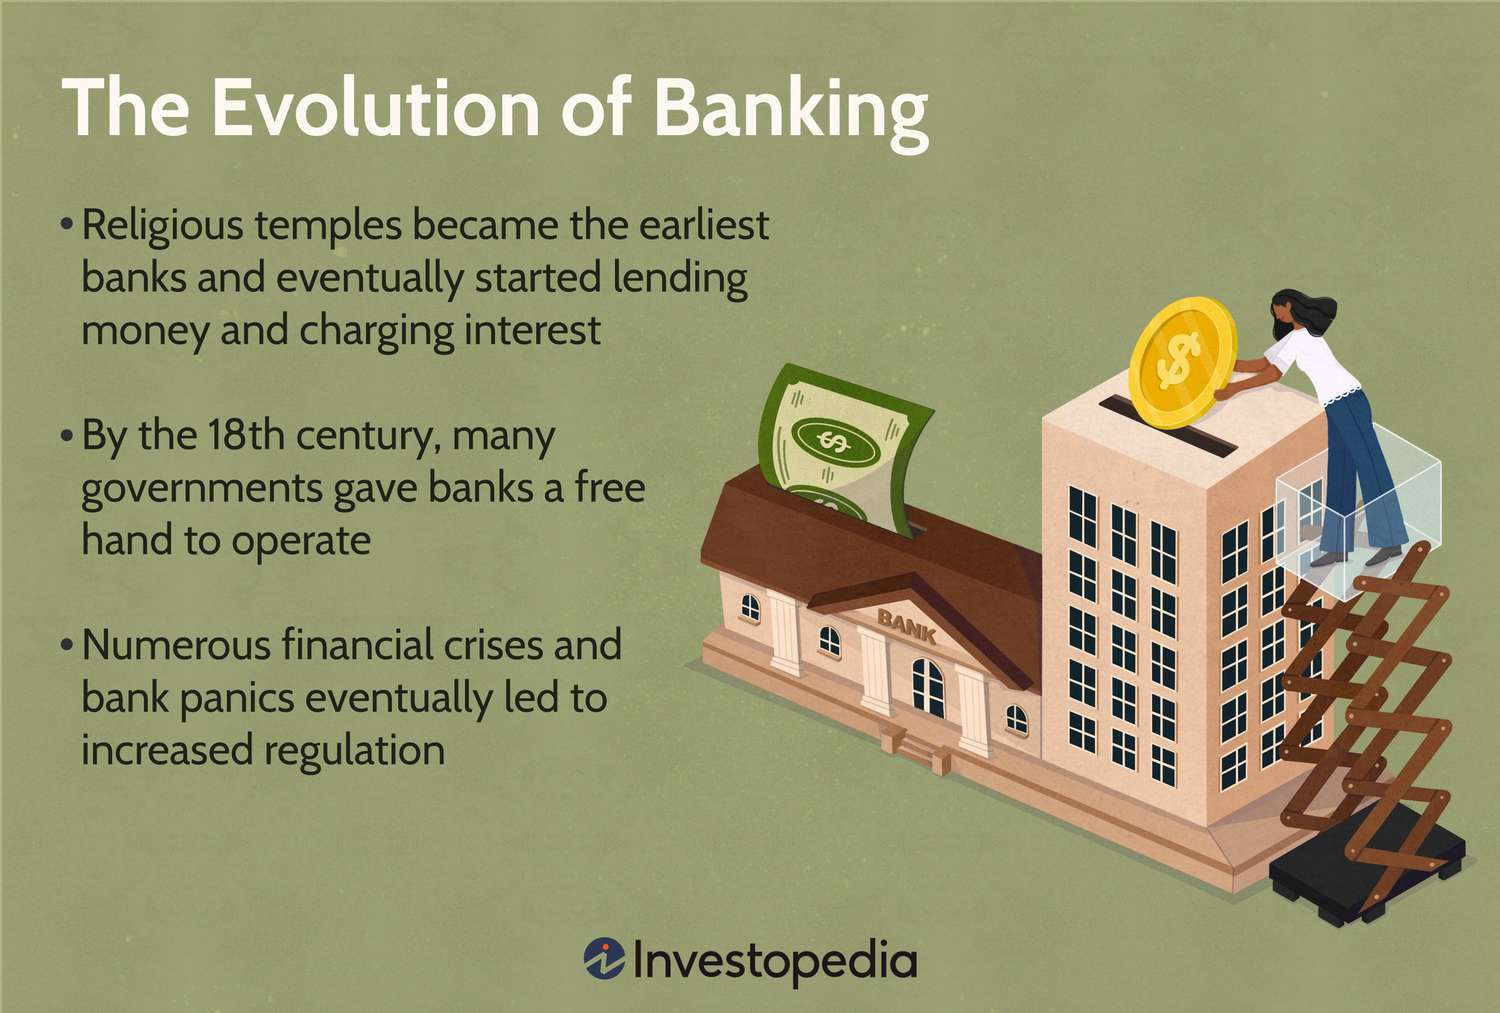 The Evolution of Banking
• Religious temples became the earliest
banks and eventually started lending
money and charging interest
• By the 18th century, many
governments gave banks a free
hand to operate
• Numerous financial crises and
bank panics eventually led to
increased regulation
$
$
BANK
Investopedia